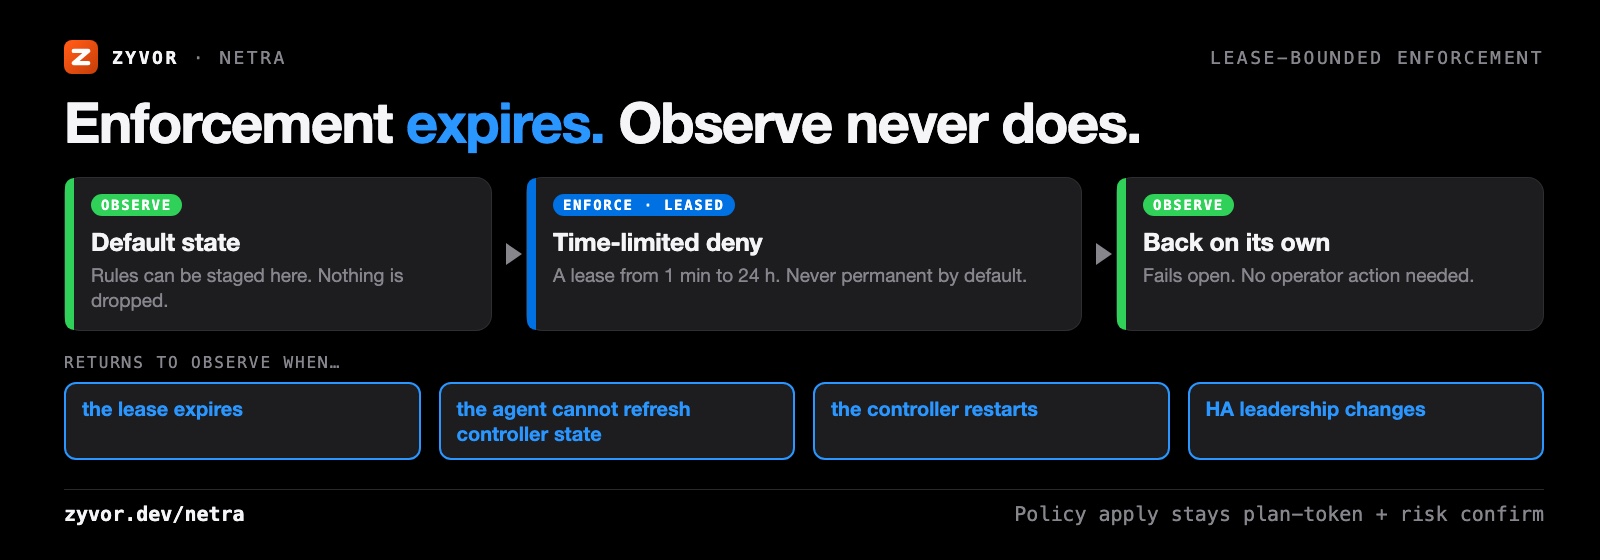 Z ZYVOR · NETRA
LEASE-BOUNDED ENFORCEMENT
Enforcement expires. Observe never does.
OBSERVE
Default state
Rules can be staged here. Nothing is
dropped.
ENFORCE · LEASED
Time-limited deny
A lease from 1 min to 24 h. Never permanent by default.
OBSERVE
Back on its own
Fails open. No operator action needed.
RETURNS TO OBSERVE WHEN…
the lease expires
the agent cannot refresh
controller state
the controller restarts
HA leadership changes
zyvor.dev/netra
Policy apply stays plan-token + risk confirm